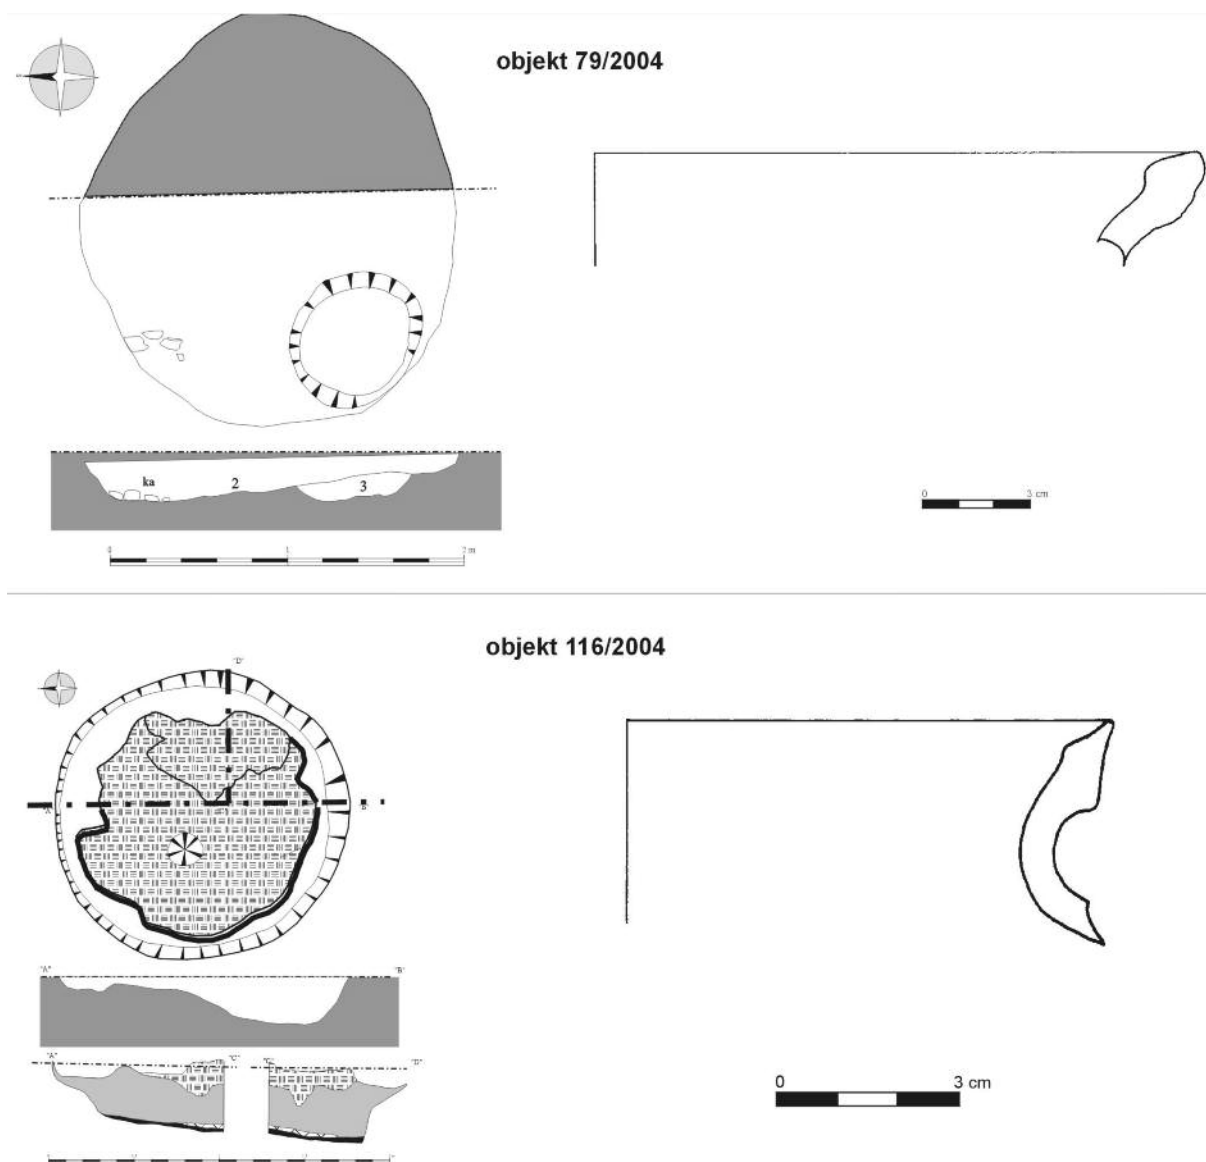 objekt 79/2004
ka
2
3
0 3 cm
0 1 2 m
objekt 116/2004
"D"
"A" "B"
"A" "B"
"A" "C" "C" "D"
0 3 cm